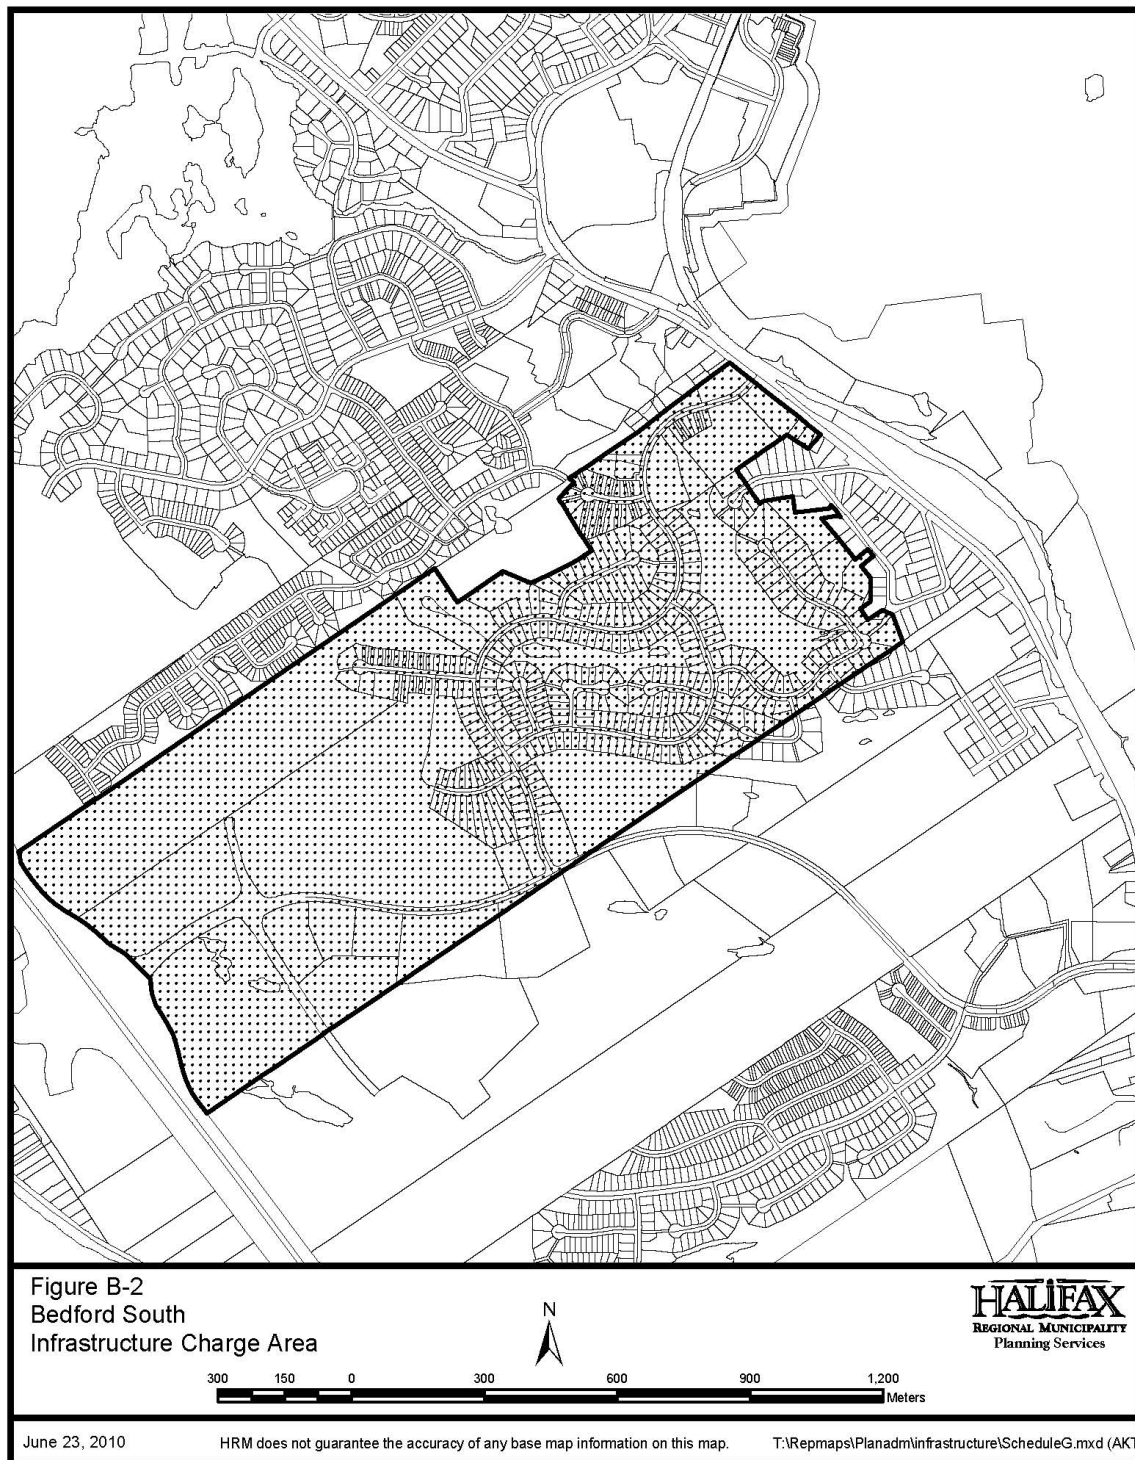 Figure B-2
Bedford South
Infrastructure Charge Area
N
300 150 0 300 600 900 1,200
Meters
HALIFAX
REGIONAL MUNICIPALITY
Planning Services
June 23, 2010 HRM does not guarantee the accuracy of any base map information on this map. T:\Repmaps\Planadm\infrastructure\ScheduleG.mxd (AKT